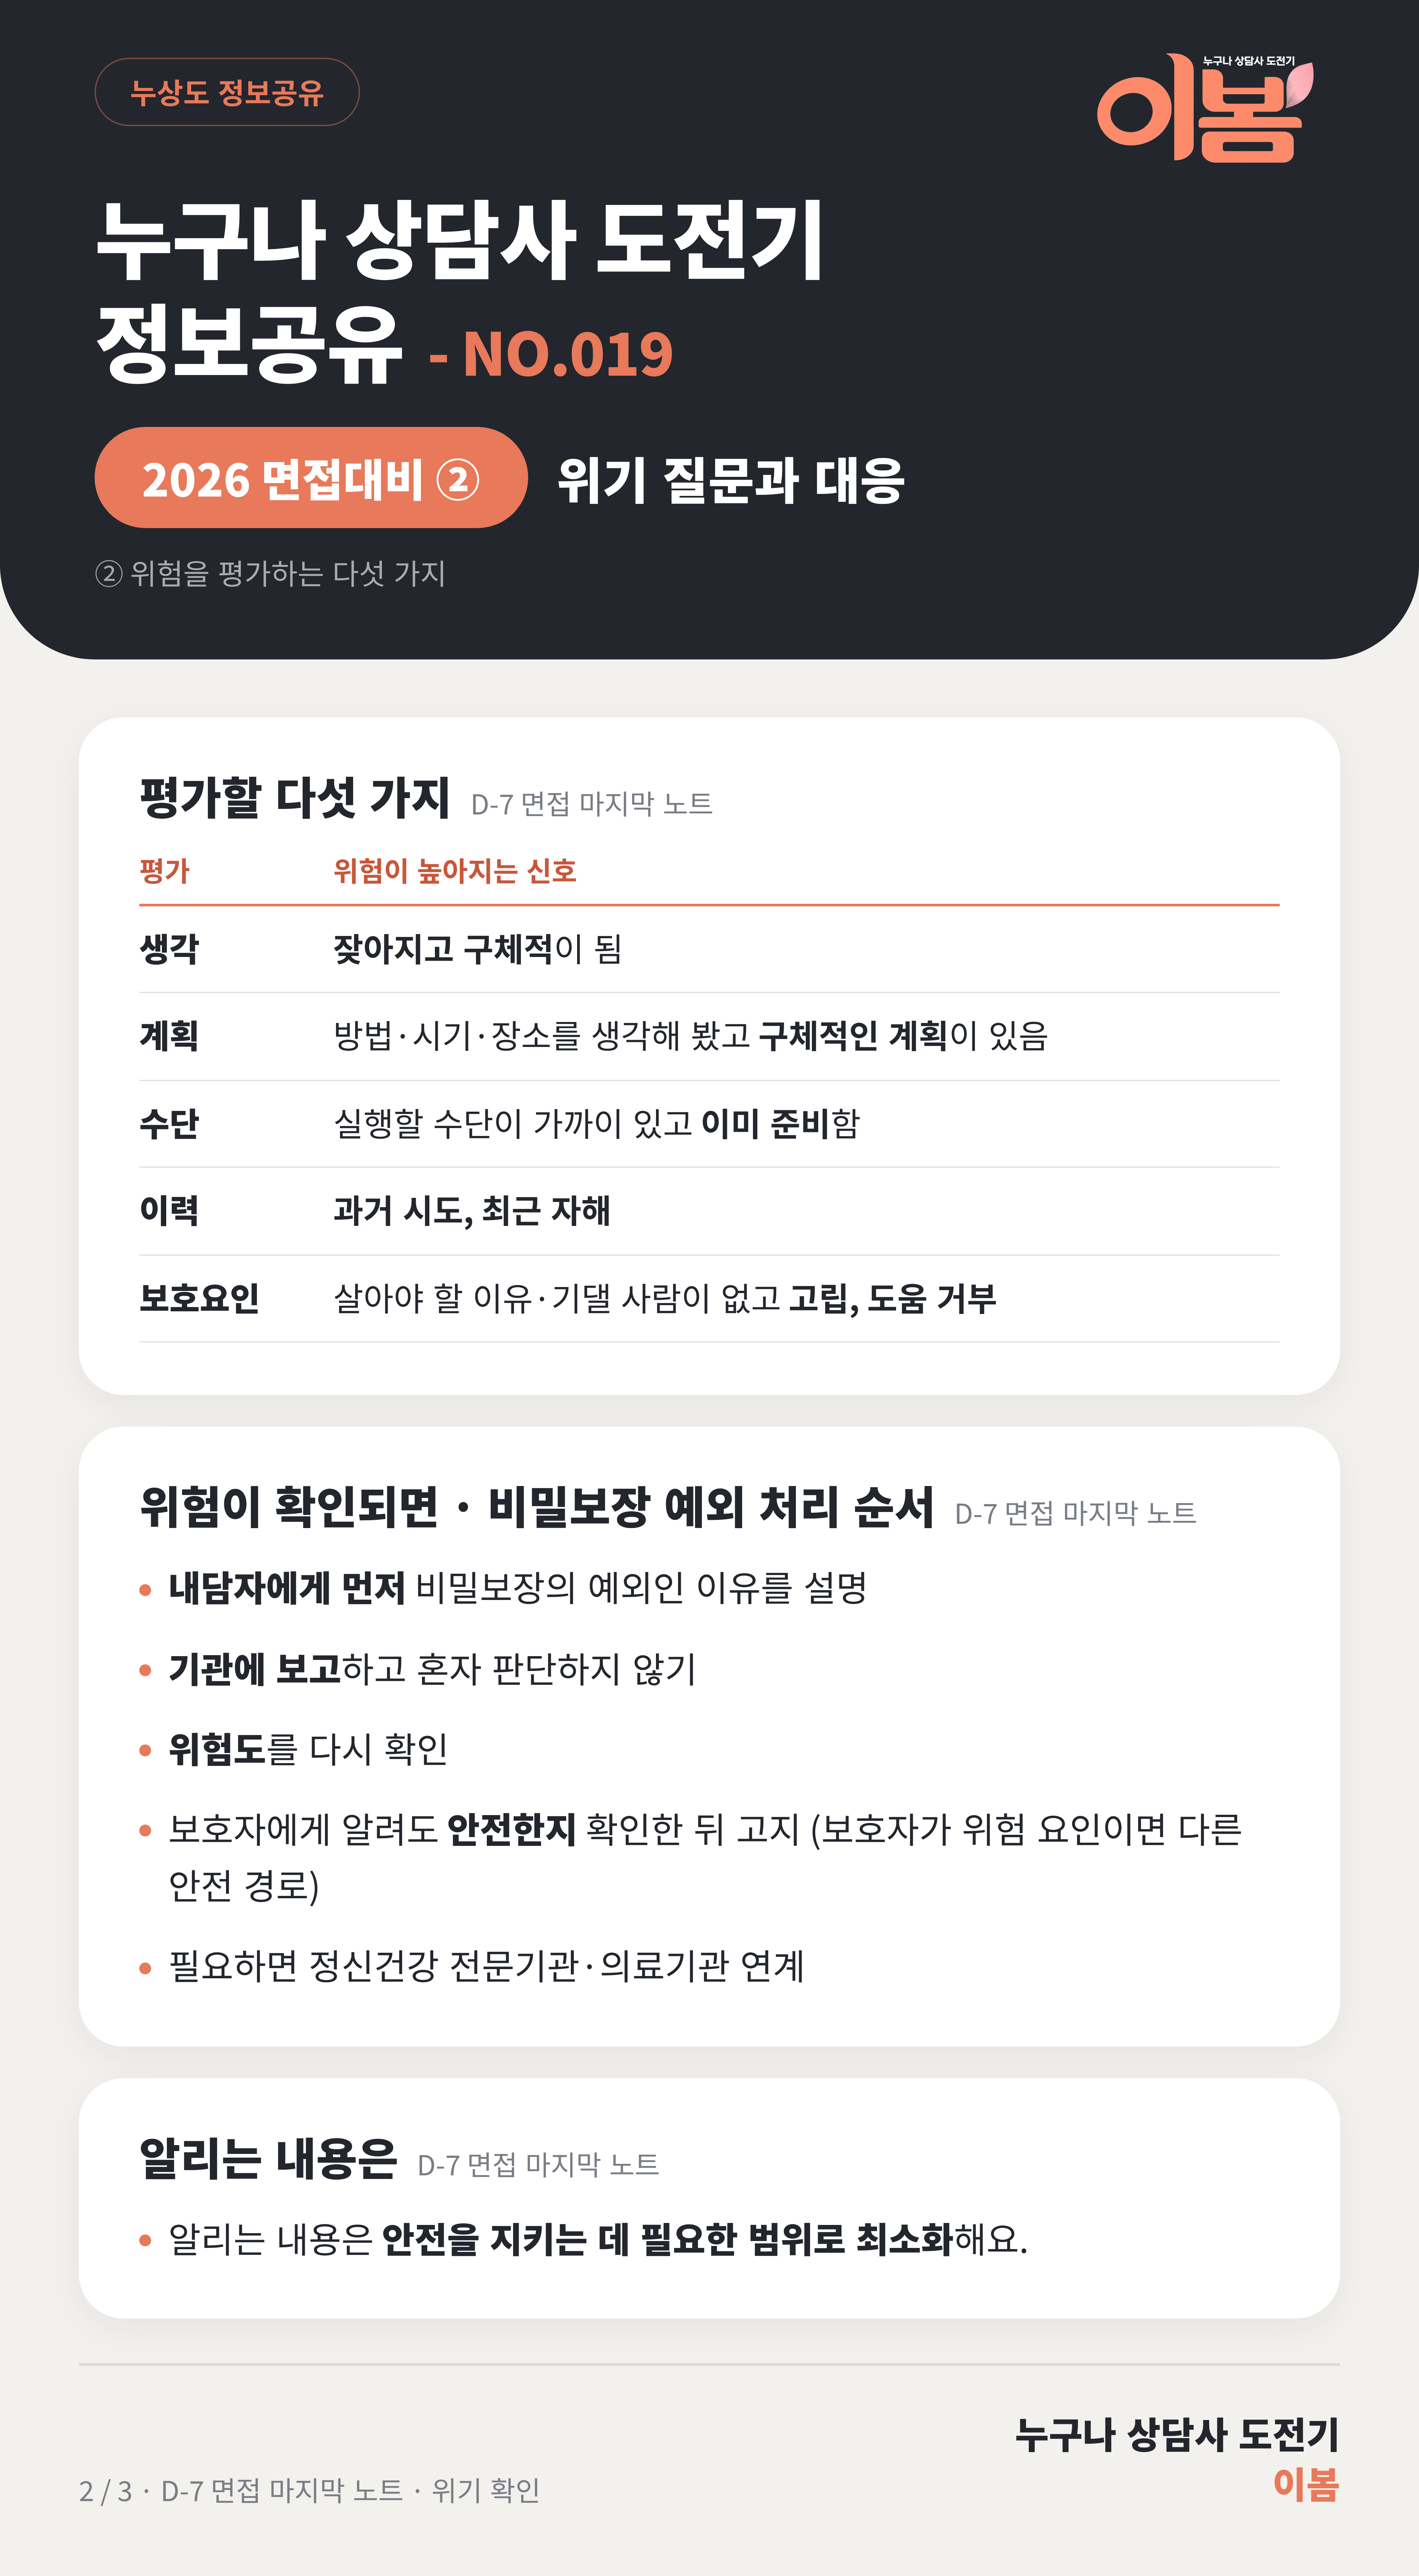 누상도 정보공유
누구나 상담사 도전기
이봄
누구나 상담사 도전기
정보공유 - NO.019
2026 면접대비 ② 위기 질문과 대응
② 위험을 평가하는 다섯 가지
평가할 다섯 가지 D-7 면접 마지막 노트
평가 위험이 높아지는 신호
생각 잦아지고 구체적이 됨
계획 방법·시기·장소를 생각해 봤고 구체적인 계획이 있음
수단 실행할 수단이 가까이 있고 이미 준비함
이력 과거 시도, 최근 자해
보호요인 살아야 할 이유·기댈 사람이 없고 고립, 도움 거부
위험이 확인되면 · 비밀보장 예외 처리 순서 D-7 면접 마지막 노트
• 내담자에게 먼저 비밀보장의 예외인 이유를 설명
• 기관에 보고하고 혼자 판단하지 않기
• 위험도를 다시 확인
• 보호자에게 알려도 안전한지 확인한 뒤 고지 (보호자가 위험 요인이면 다른
안전 경로)
• 필요하면 정신건강 전문기관·의료기관 연계
알리는 내용은 D-7 면접 마지막 노트
• 알리는 내용은 안전을 지키는 데 필요한 범위로 최소화해요.
누구나 상담사 도전기
2 / 3 · D-7 면접 마지막 노트 · 위기 확인
이봄